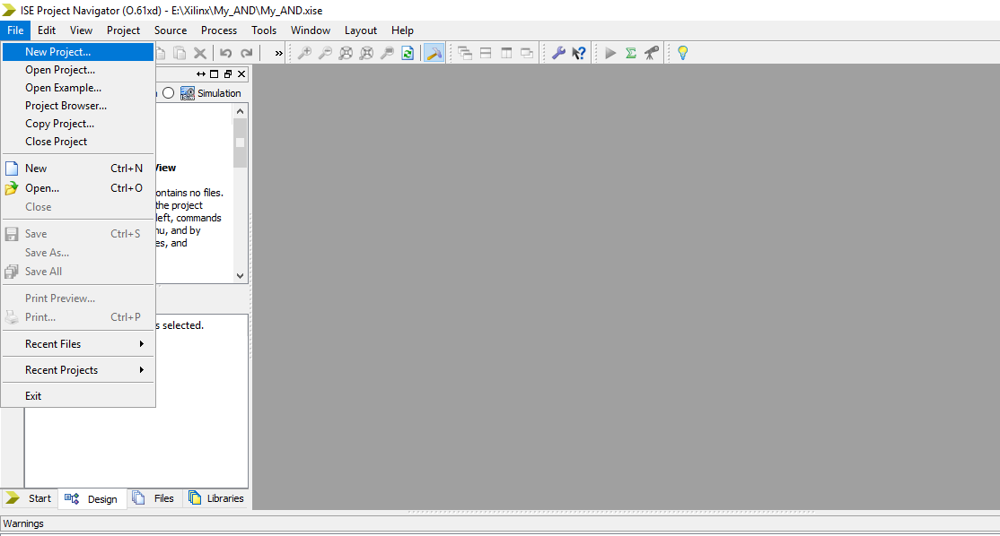 ISE Project Navigator (O.61xd) - E:\Xilinx\My_AND\My_AND.xise
File Edit View Project Source Process Tools Window Layout Help
New Project...
Open Project...
Open Example...
Project Browser...
Copy Project...
Close Project
New Ctrl+N
Open... Ctrl+O
Close
Save Ctrl+S
Save As...
Save All
Print Preview...
Print... Ctrl+P
Recent Files
Recent Projects
Exit
»
Simulation
View
contains no files.
the project
left, commands
nu, and by
es, and
s selected.
Start Design Files Libraries
Warnings